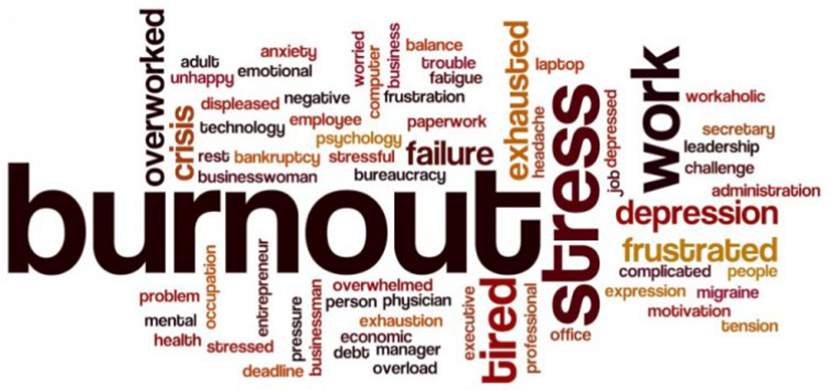 overworked
adult
unhappy
anxiety
emotional
worried
computer
business
balance
trouble
fatigue
exhausted
laptop
crisis
displeased
negative
frustration
technology
employee
paperwork
psychology
headache
stress
depressed
job
work
workaholic
secretary
leadership
challenge
administration
rest
bankruptcy
stressful
failure
businesswoman
bureaucracy
burnout
depression
frustrated
complicated
people
expression
migraine
motivation
tension
problem
occupation
entrepreneur
mental
health
stressed
pressure
businessman
overwhelmed
person
physician
exhaustion
economic
debt
manager
overload
deadline
executive
tired
professional
office